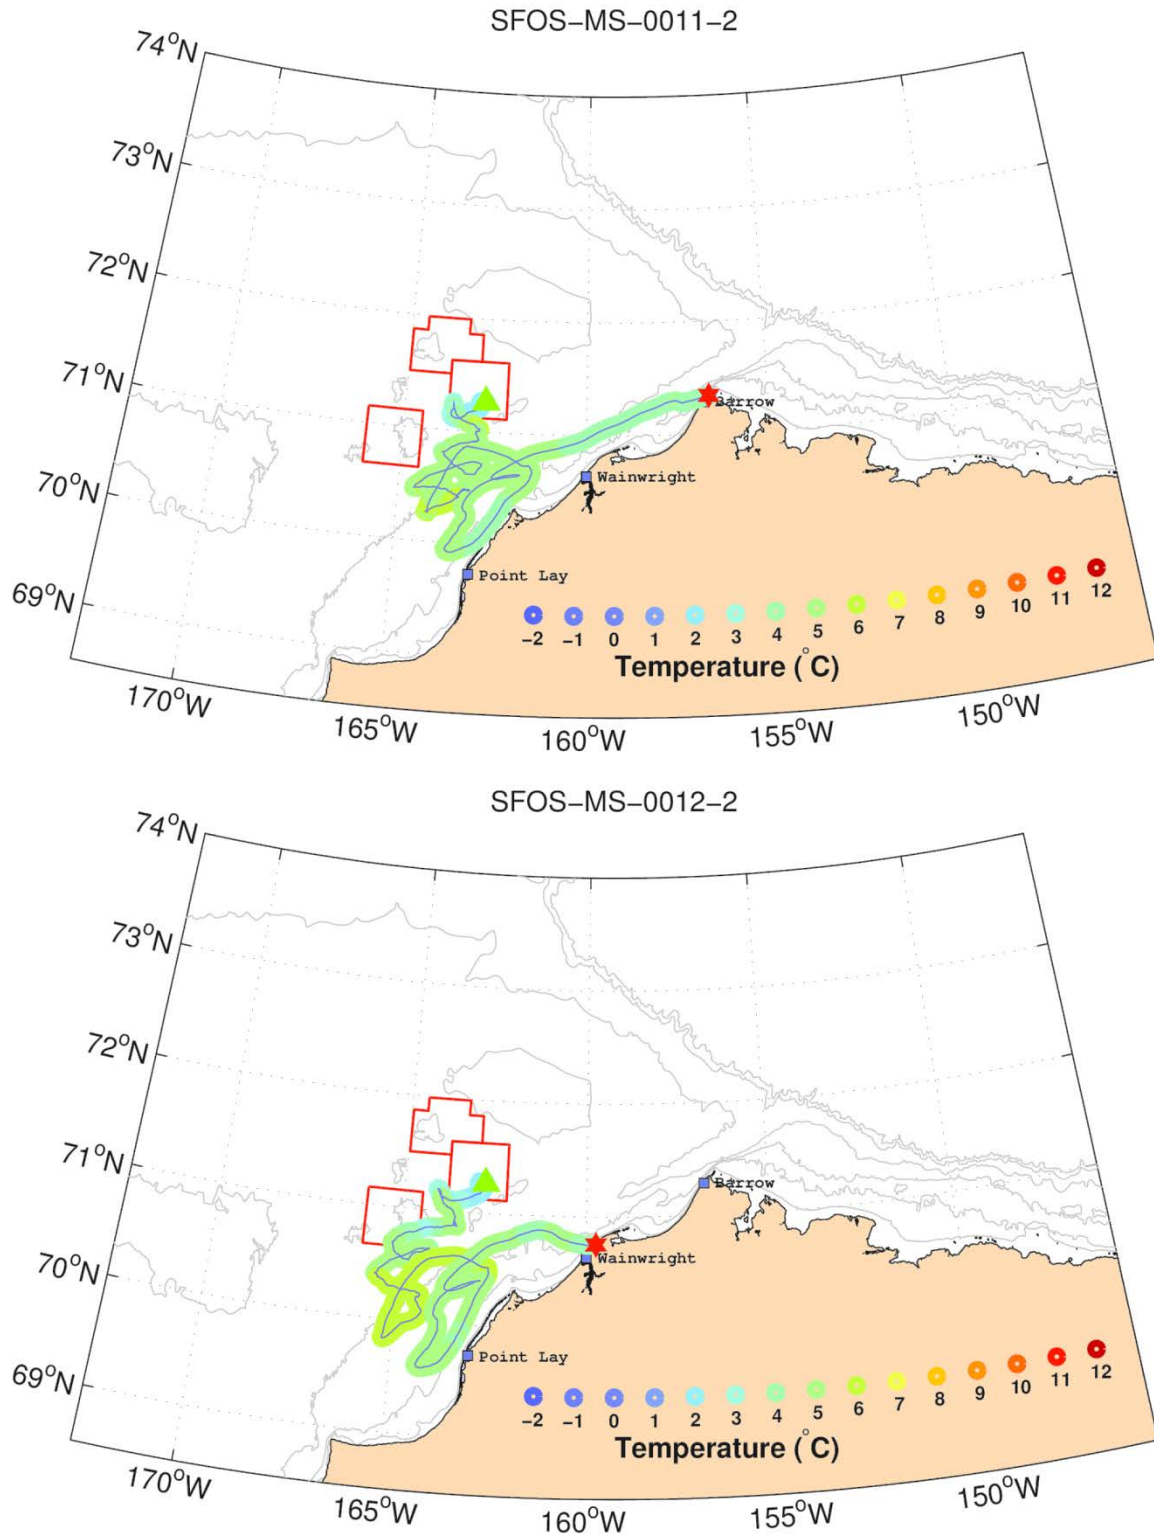 SFOS–MS–0011–2
74°N
73°N
72°N
71°N
70°N
69°N
Barrow
Wainwright
Point Lay
–2 –1 0 1 2 3 4 5 6 7 8 9 10 11 12
Temperature (°C)
170°W 165°W 160°W 155°W 150°W
SFOS–MS–0012–2
74°N
73°N
72°N
71°N
70°N
69°N
Barrow
Wainwright
Point Lay
–2 –1 0 1 2 3 4 5 6 7 8 9 10 11 12
Temperature (°C)
170°W 165°W 160°W 155°W 150°W